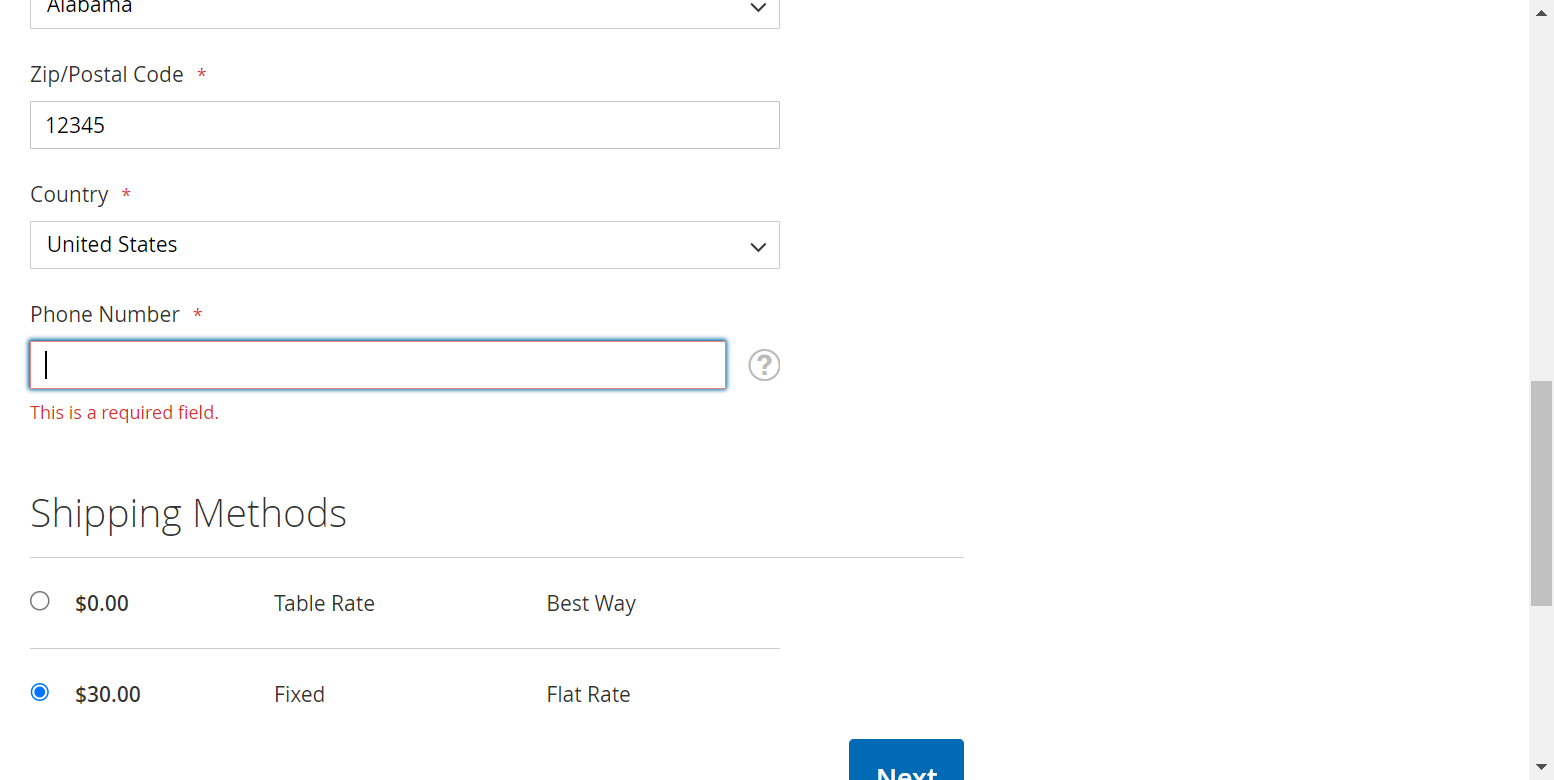 Alabama
Zip/Postal Code *
12345
Country *
United States
Phone Number *
?
This is a required field.
Shipping Methods
$0.00 Table Rate Best Way
$30.00 Fixed Flat Rate
Next